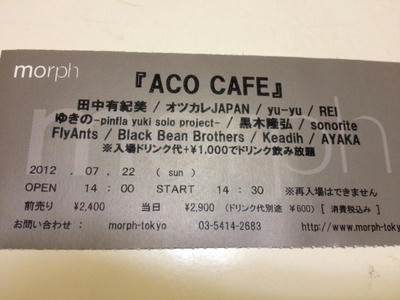 morph
『ACO CAFE』
田中有紀美 / オツカレJAPAN / yu-yu / REI
ゆきの-pinfla yuki solo project- / 黒木隆弘 / sonorite
FlyAnts / Black Bean Brothers / Keadih / AYAKA
※入場ドリンク代+¥1,000でドリンク飲み放題
2012 . 07 . 22 ( sun )
OPEN 14 : 00 START 14 : 30 ※再入場はできません
前売り ¥2,400 当日 ¥2,900 (ドリンク代別途 ¥600) [ 消費税込み ]
お問い合わせ : morph-tokyo 03-5414-2683 http://www.morph-tokyo